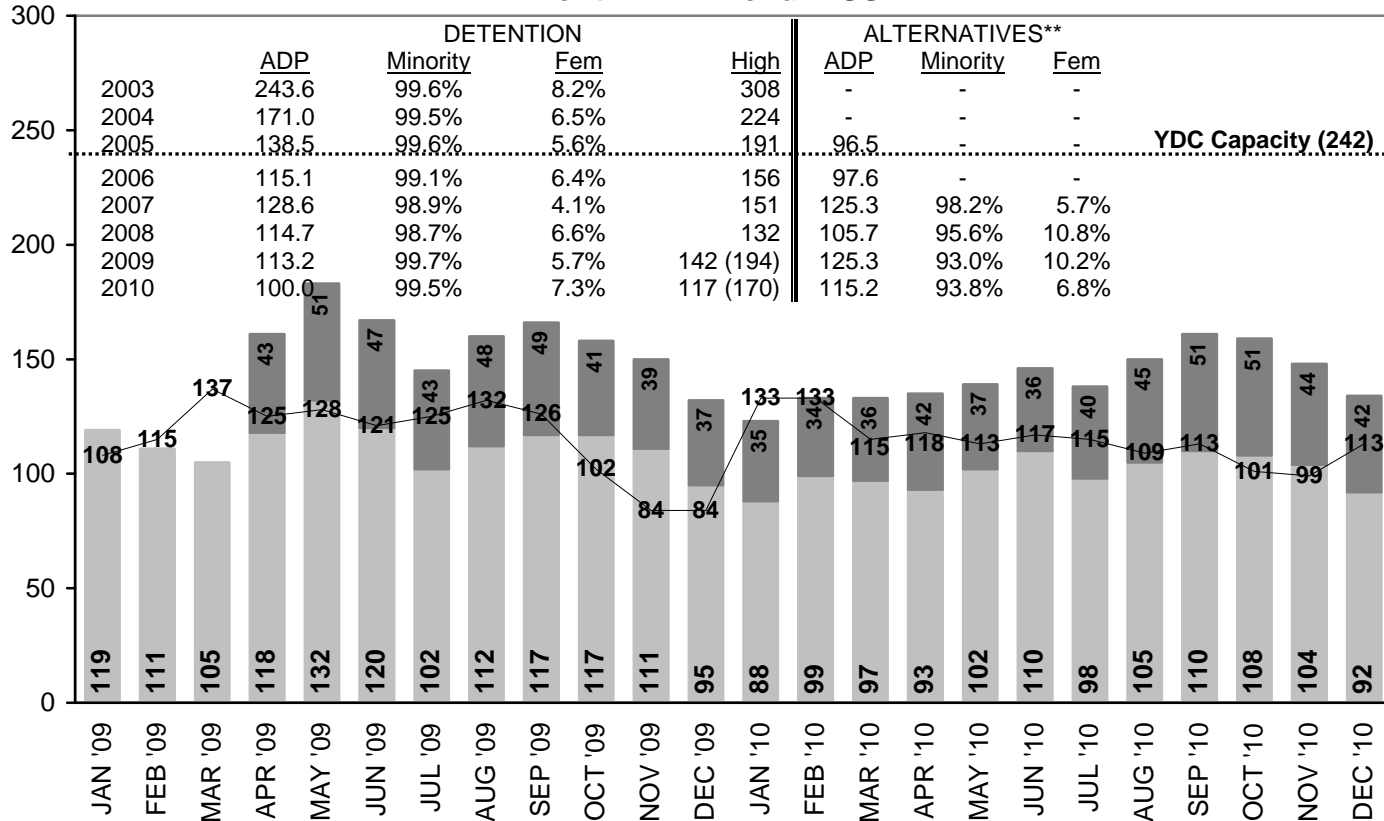 300
DETENTION ALTERNATIVES**
ADP Minority Fem High ADP Minority Fem
2003 243.6 99.6% 8.2% 308 - - -
2004 171.0 99.5% 6.5% 224 - - -
250
2005 138.5 99.6% 5.6% 191 96.5 - - YDC Capacity (242)
2006 115.1 99.1% 6.4% 156 97.6 - -
2007 128.6 98.9% 4.1% 151 125.3 98.2% 5.7%
2008 114.7 98.7% 6.6% 132 105.7 95.6% 10.8%
200
2009 113.2 99.7% 5.7% 142 (194) 125.3 93.0% 10.2%
2010 100.0 99.5% 7.3% 117 (170) 115.2 93.8% 6.8%
43 51 47 43 48 49 41 39 37 35 34 36 42 37 36 40 45 51 51 44 42
150
108 115 137 125 128 121 125 132 126 102 84 84 133 133 115 118 113 117 115 109 113 101 99 113
100
50
119 111 105 118 132 120 102 112 117 117 111 95 88 99 97 93 102 110 98 105 110 108 104 92
0
JAN '09
FEB '09
MAR '09
APR '09
MAY '09
JUN '09
JUL '09
AUG '09
SEP '09
OCT '09
NOV '09
DEC '09
JAN '10
FEB '10
MAR '10
APR '10
MAY '10
JUN '10
JUL '10
AUG '10
SEP '10
OCT '10
NOV '10
DEC '10